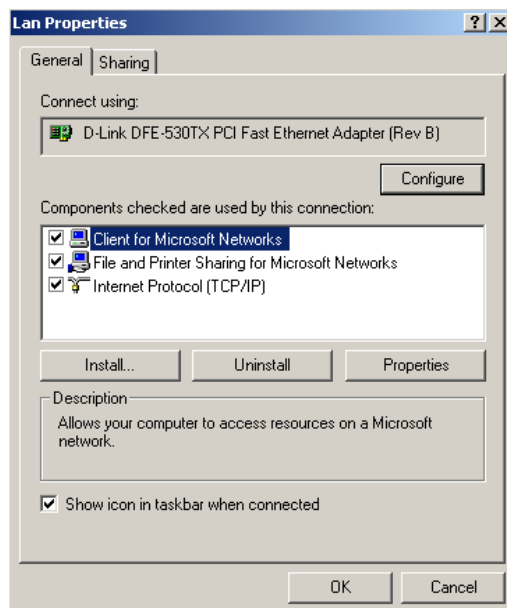 Lan Properties
General
Sharing
Connect using:
D-Link DFE-530TX PCI Fast Ethernet Adapter (Rev B)
Configure
Components checked are used by this connection:
Client for Microsoft Networks
File and Printer Sharing for Microsoft Networks
Internet Protocol (TCP/IP)
Install...
Uninstall
Properties
Description
Allows your computer to access resources on a Microsoft
network.
Show icon in taskbar when connected
OK
Cancel